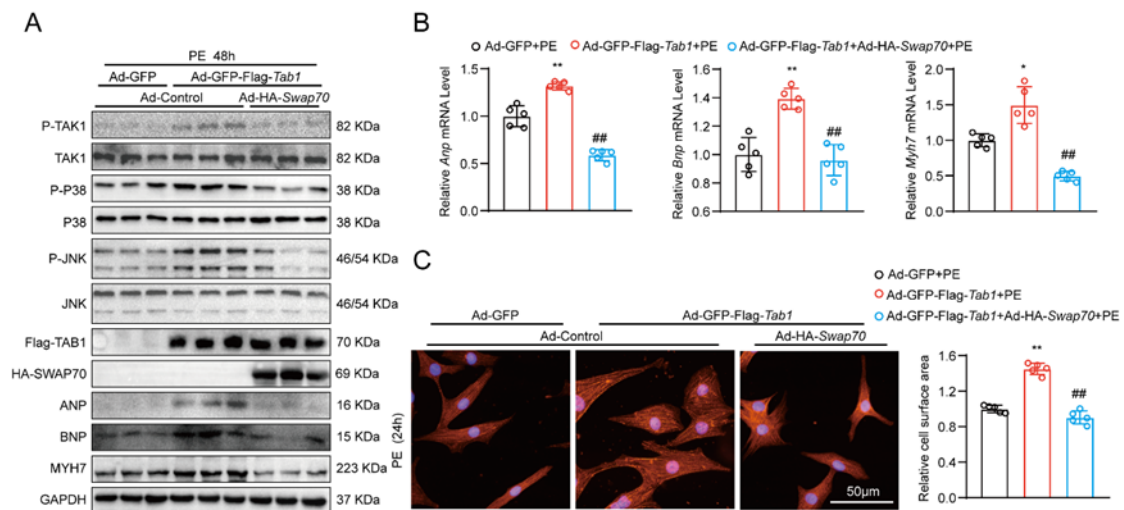 A
PE 48h
Ad-GFP Ad-GFP-Flag-Tab1
Ad-Control Ad-HA-Swap70
P-TAK1 82 KDa
TAK1 82 KDa
P-P38 38 KDa
P38 38 KDa
P-JNK 46/54 KDa
JNK 46/54 KDa
Flag-TAB1 70 KDa
HA-SWAP70 69 KDa
ANP 16 KDa
BNP 15 KDa
MYH7 223 KDa
GAPDH 37 KDa
B
Ad-GFP+PE Ad-GFP-Flag-Tab1+PE Ad-GFP-Flag-Tab1+Ad-HA-Swap70+PE
Relative Anp mRNA Level
1.5
1.0
0.5
0.0
**
##
Relative Bnp mRNA Level
1.6
1.4
1.2
1.0
0.8
0.6
**
##
Relative Myh7 mRNA Level
2.0
1.5
1.0
0.5
0.0
*
##
C
Ad-GFP+PE
Ad-GFP-Flag-Tab1+PE
Ad-GFP-Flag-Tab1+Ad-HA-Swap70+PE
Ad-GFP Ad-GFP-Flag-Tab1
Ad-Control Ad-HA-Swap70
PE (24h)
50μm
Relative cell surface area
1.6
1.2
0.8
0.4
0.0
**
##